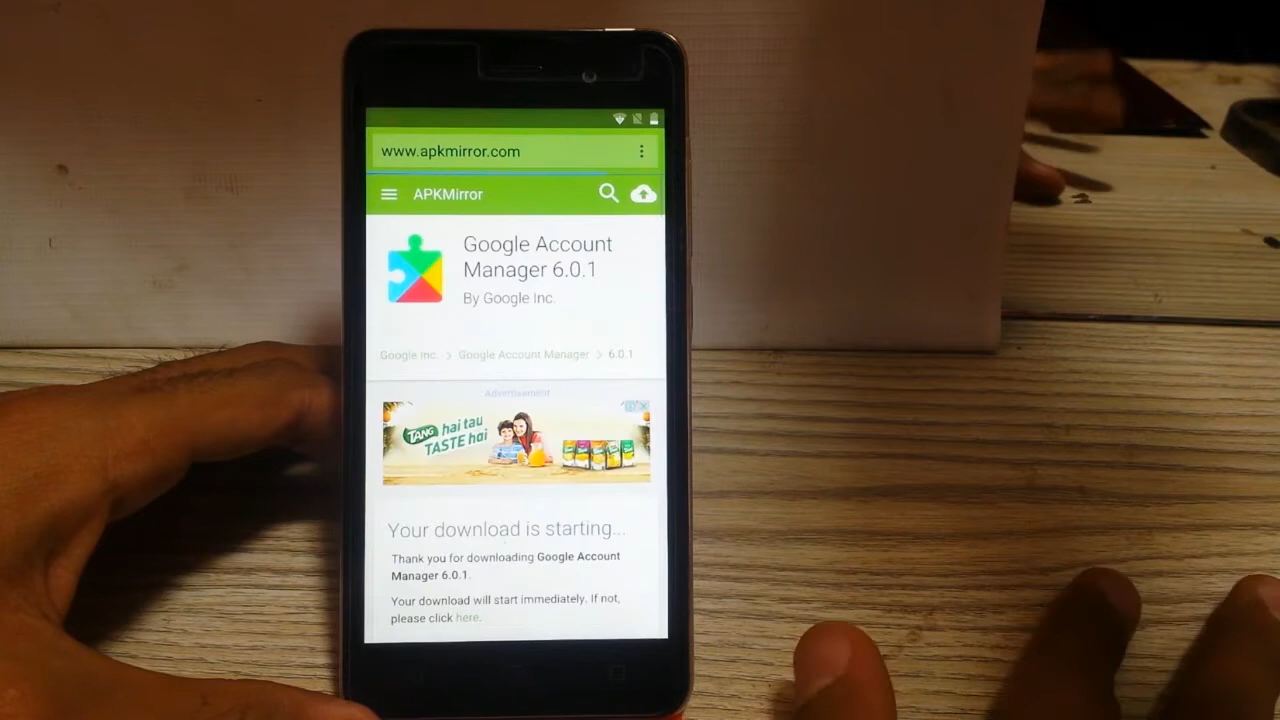 www.apkmirror.com
APKMirror
Google Account
Manager 6.0.1
By Google Inc.
Google Inc. > Google Account Manager > 6.0.1
Advertisement
TANG hai tau
TASTE hai
Your download is starting...
Thank you for downloading Google Account
Manager 6.0.1.
Your download will start immediately. If not,
please click here.